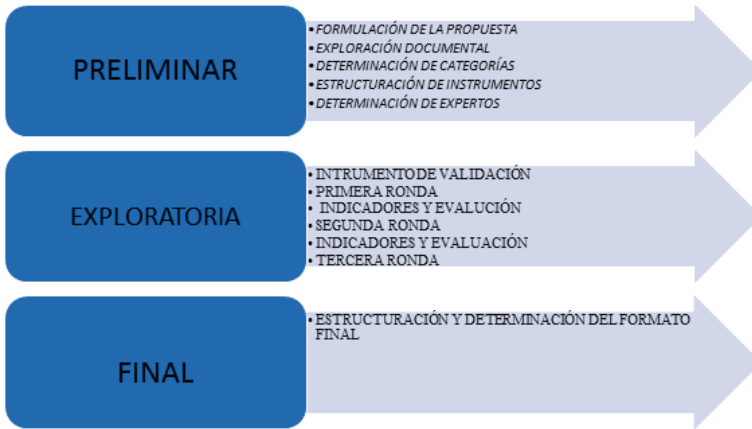 PRELIMINAR
• FORMULACIÓN DE LA PROPUESTA
• EXPLORACIÓN DOCUMENTAL
• DETERMINACIÓN DE CATEGORÍAS
• ESTRUCTURACIÓN DE INSTRUMENTOS
• DETERMINACIÓN DE EXPERTOS
EXPLORATORIA
• INTRUMENTO DE VALIDACIÓN
• PRIMERA RONDA
• INDICADORES Y EVALUCIÓN
• SEGUNDA RONDA
• INDICADORES Y EVALUACIÓN
• TERCERA RONDA
FINAL
• ESTRUCTURACIÓN Y DETERMINACIÓN DEL FORMATO
FINAL